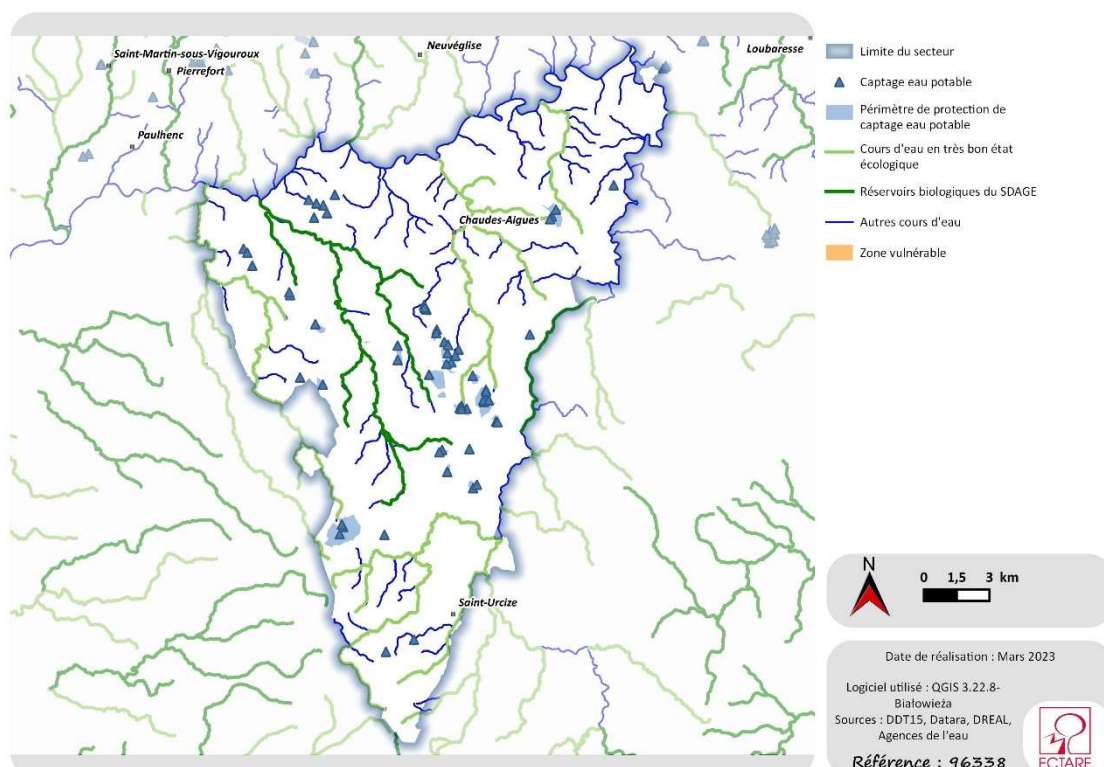 Saint-Martin-sous-Vigouroux
Pierrefort
Neuvéglise
Loubaresse
Paulhenc
Chaudes-Aigues
Saint-Urcize
Limite du secteur
Captage eau potable
Périmètre de protection de
captage eau potable
Cours d'eau en très bon état
écologique
Réservoirs biologiques du SDAGE
Autres cours d'eau
Zone vulnérable
N
0 1,5 3 km
Date de réalisation : Mars 2023
Logiciel utilisé : QGIS 3.22.8-
Białowieża
Sources : DDT15, Datara, DREAL,
Agences de l'eau
Référence : 96338
ECTARE